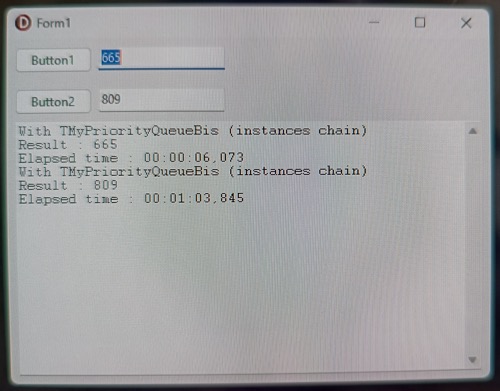 Form1
Button1 665
Button2 809
With TMyPriorityQueueBis (instances chain)
Result : 665
Elapsed time : 00:00:06,073
With TMyPriorityQueueBis (instances chain)
Result : 809
Elapsed time : 00:01:03,845